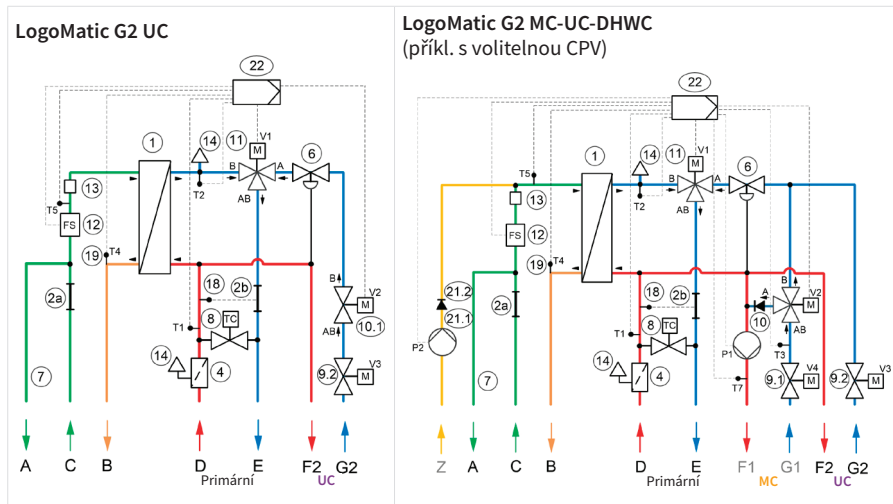 LogoMatic G2 UC
22
1
14
11
V1
M
6
B
A
T2
AB
13
T5
FS
12
19
T4
2a
18
2b
T1
8
TC
14
4
7
B
V2
M
AB
10.1
V3
9.2
M
A
C
B
D
E
F2
G2
Primární
UC
LogoMatic G2 MC-UC-DHWC
(příkl. s volitelnou CPV)
22
1
14
11
V1
M
6
T5
B
A
T2
AB
13
FS
12
19
T4
2a
18
2b
21.2
21.1
P2
T1
8
TC
14
4
7
B
A
V2
M
10
AB
P1
T3
T7
V4
9.1
M
9.2
V3
M
Z
A
C
B
D
E
F1
G1
F2
G2
Primární
MC
UC